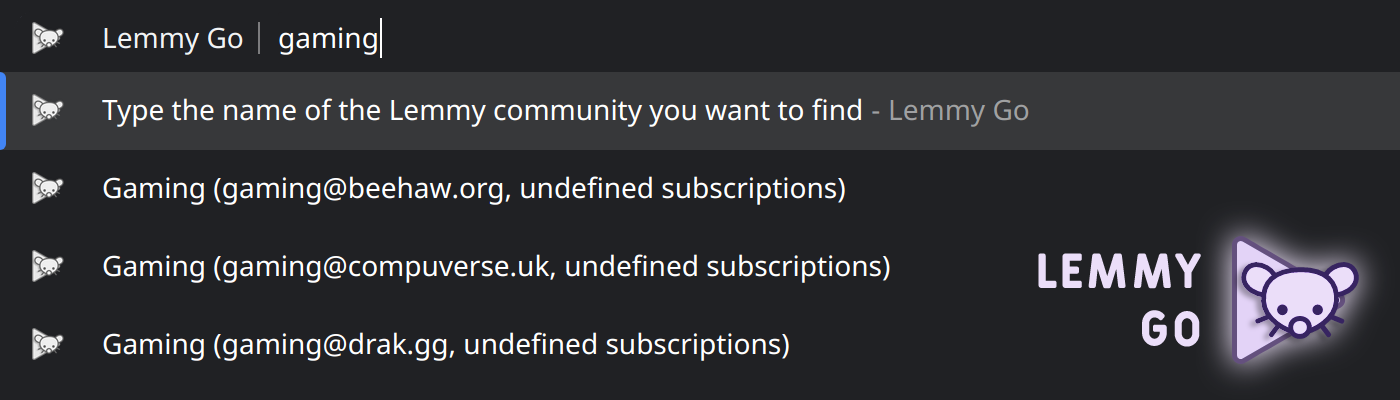 Lemmy Go | gaming
Type the name of the Lemmy community you want to find - Lemmy Go
Gaming (gaming@beehaw.org, undefined subscriptions)
Gaming (gaming@compuverse.uk, undefined subscriptions)
Gaming (gaming@drak.gg, undefined subscriptions)
LEMMY
GO